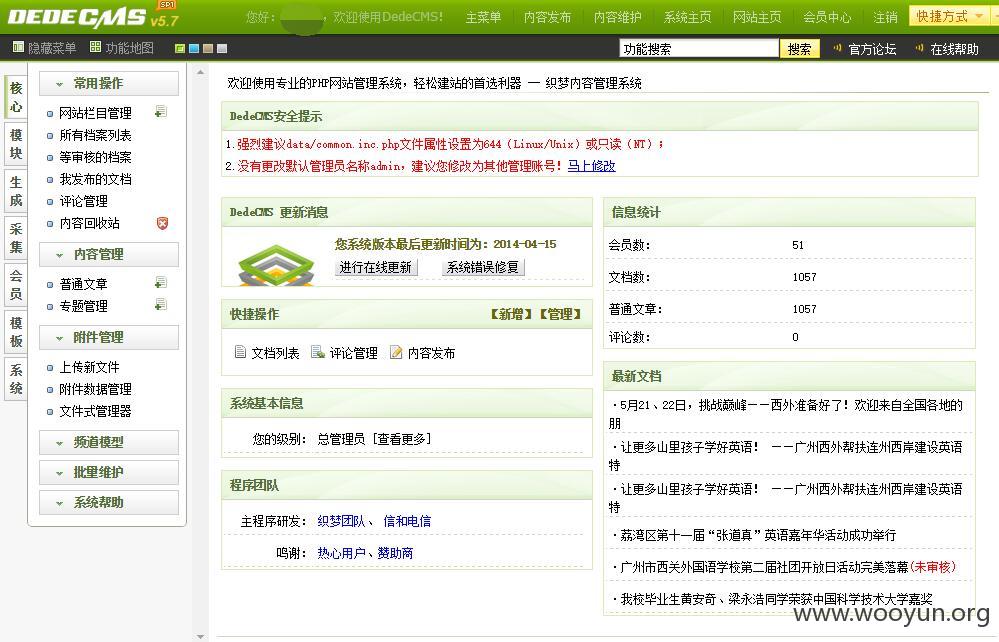 DEDECMS v5.7 SP1
您好： ，欢迎使用DedeCMS！ 主菜单 内容发布 内容维护 系统主页 网站主页 会员中心 注销 快捷方式
隐藏菜单 功能地图 功能搜索 搜索 官方论坛 在线帮助
核心
模块
生成
采集
会员
模板
系统
常用操作
网站栏目管理
所有档案列表
等审核的档案
我发布的文档
评论管理
内容回收站
内容管理
普通文章
专题管理
附件管理
上传新文件
附件数据管理
文件式管理器
频道模型
批量维护
系统帮助
欢迎使用专业的PHP网站管理系统，轻松建站的首选利器 — 织梦内容管理系统
DedeCMS安全提示
1.强烈建议data/common.inc.php文件属性设置为644（Linux/Unix）或只读（NT）；
2.没有更改默认管理员名称admin，建议您修改为其他管理账号！马上修改
DedeCMS 更新消息
您系统版本最后更新时间为：2014-04-15
进行在线更新 系统错误修复
快捷操作 【新增】【管理】
文档列表 评论管理 内容发布
系统基本信息
您的级别： 总管理员 [查看更多]
程序团队
主程序研发： 织梦团队、信和电信
鸣谢： 热心用户、赞助商
信息统计
会员数： 51
文档数： 1057
普通文章： 1057
评论数： 0
最新文档
·5月21、22日，挑战巅峰——西外准备好了！欢迎来自全国各地的
朋
·让更多山里孩子学好英语！ ——广州西外帮扶连州西岸建设英语
特
·让更多山里孩子学好英语！ ——广州西外帮扶连州西岸建设英语
特
·荔湾区第十一届“张道真”英语嘉年华活动成功举行
·广州市西关外国语学校第二届社团开放日活动完美落幕(未审核)
·我校毕业生黄安奇、梁永浩同学荣获中国科学技术大学嘉奖
www.wooyun.org